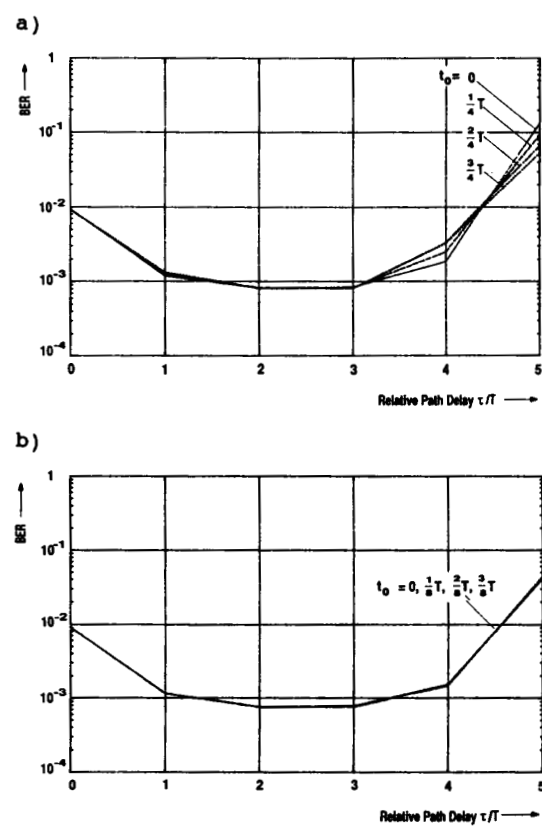 a)
BER
1
10⁻¹
10⁻²
10⁻³
10⁻⁴
t₀ = 0
1/4 T
2/4 T
3/4 T
0 1 2 3 4 5
Relative Path Delay τ/T
b)
BER
1
10⁻¹
10⁻²
10⁻³
10⁻⁴
t₀ = 0, 1/8 T, 2/8 T, 3/8 T
0 1 2 3 4 5
Relative Path Delay τ/T